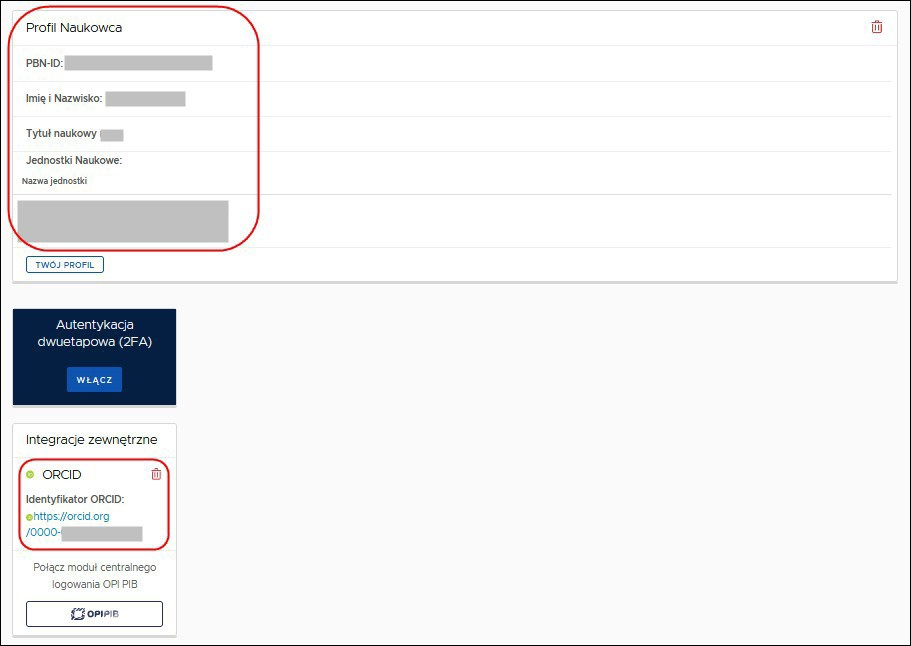 Profil Naukowca
PBN-ID:
Imię i Nazwisko:
Tytuł naukowy
Jednostki Naukowe:
Nazwa jednostki
TWÓJ PROFIL
Autentykacja
dwuetapowa (2FA)
WŁĄCZ
Integracje zewnętrzne
ORCID
Identyfikator ORCID:
https://orcid.org
/0000-
Połącz moduł centralnego
logowania OPI PIB
OPIPIB